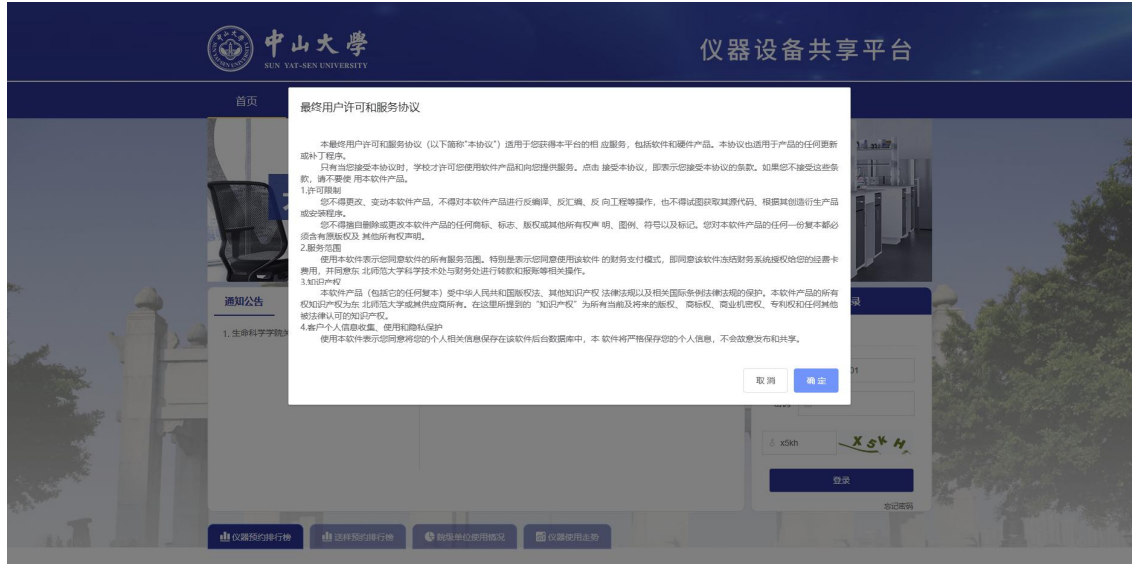 中山大學
SUN YAT-SEN UNIVERSITY
仪器设备共享平台
首页
最终用户许可和服务协议
本最终用户许可和服务协议（以下简称“本协议”）适用于您获得本平台的相 应服务，包括软件和硬件产品。本协议也适用于产品的任何更新
或补丁程序。
只有当您接受本协议时，学校才许可您使用软件产品和向您提供服务。点击 接受本协议，即表示您接受本协议的条款。如果您不接受这些条
款，请不要使 用本软件产品。
1.许可限制
您不得更改、变动本软件产品，不得对本软件产品进行反编译、反汇编、反 向工程等操作，也不得试图获取其源代码、根据其创造衍生产品
或安装程序。
您不得擅自删除或更改本软件产品的任何商标、标志、版权或其他所有权声 明、图例、符号以及标记。您对本软件产品的任何一份复本都必
须含有原版权及 其他所有权声明。
2.服务范围
使用本软件表示您同意软件的所有服务范围。特别是表示您同意使用该软件 的财务支付模式，即同意该软件冻结财务系统授权给您的经费卡
费用，并同意东 北师范大学科学技术处与财务处进行转款和报账等相关操作。
3.知识产权
本软件产品（包括它的任何复本）受中华人民共和国版权法、其他知识产权 法律法规以及相关国际条例法律法规的保护。本软件产品的所有
权知识产权为东 北师范大学或其供应商所有。在这里所提到的“知识产权”为所有当前及将来的版权、 商标权、商业机密权、专利权和任何其他
被法律认可的知识产权。
4.客户个人信息收集、使用和隐私保护
使用本软件表示您同意将您的个人相关信息保存在该软件后台数据库中，本 软件将严格保存您的个人信息，不会故意发布和共享。
取 消
确 定
通知公告
录
1. 生命科学学院
01
x5kh
X5KH
登录
忘记密码
仪器预约排行榜
送样预约排行榜
院级单位使用情况
仪器使用走势